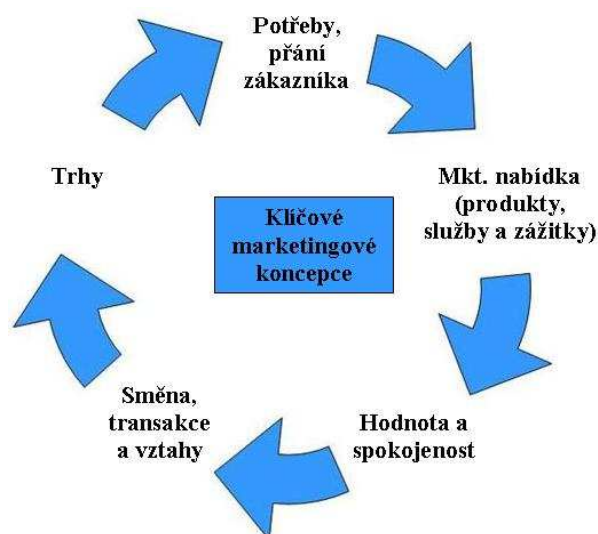 Potřeby,
přání
zákazníka
Mkt. nabídka
(produkty,
služby a zážitky)
Hodnota a
spokojenost
Směna,
transakce
a vztahy
Trhy
Klíčové
marketingové
koncepce